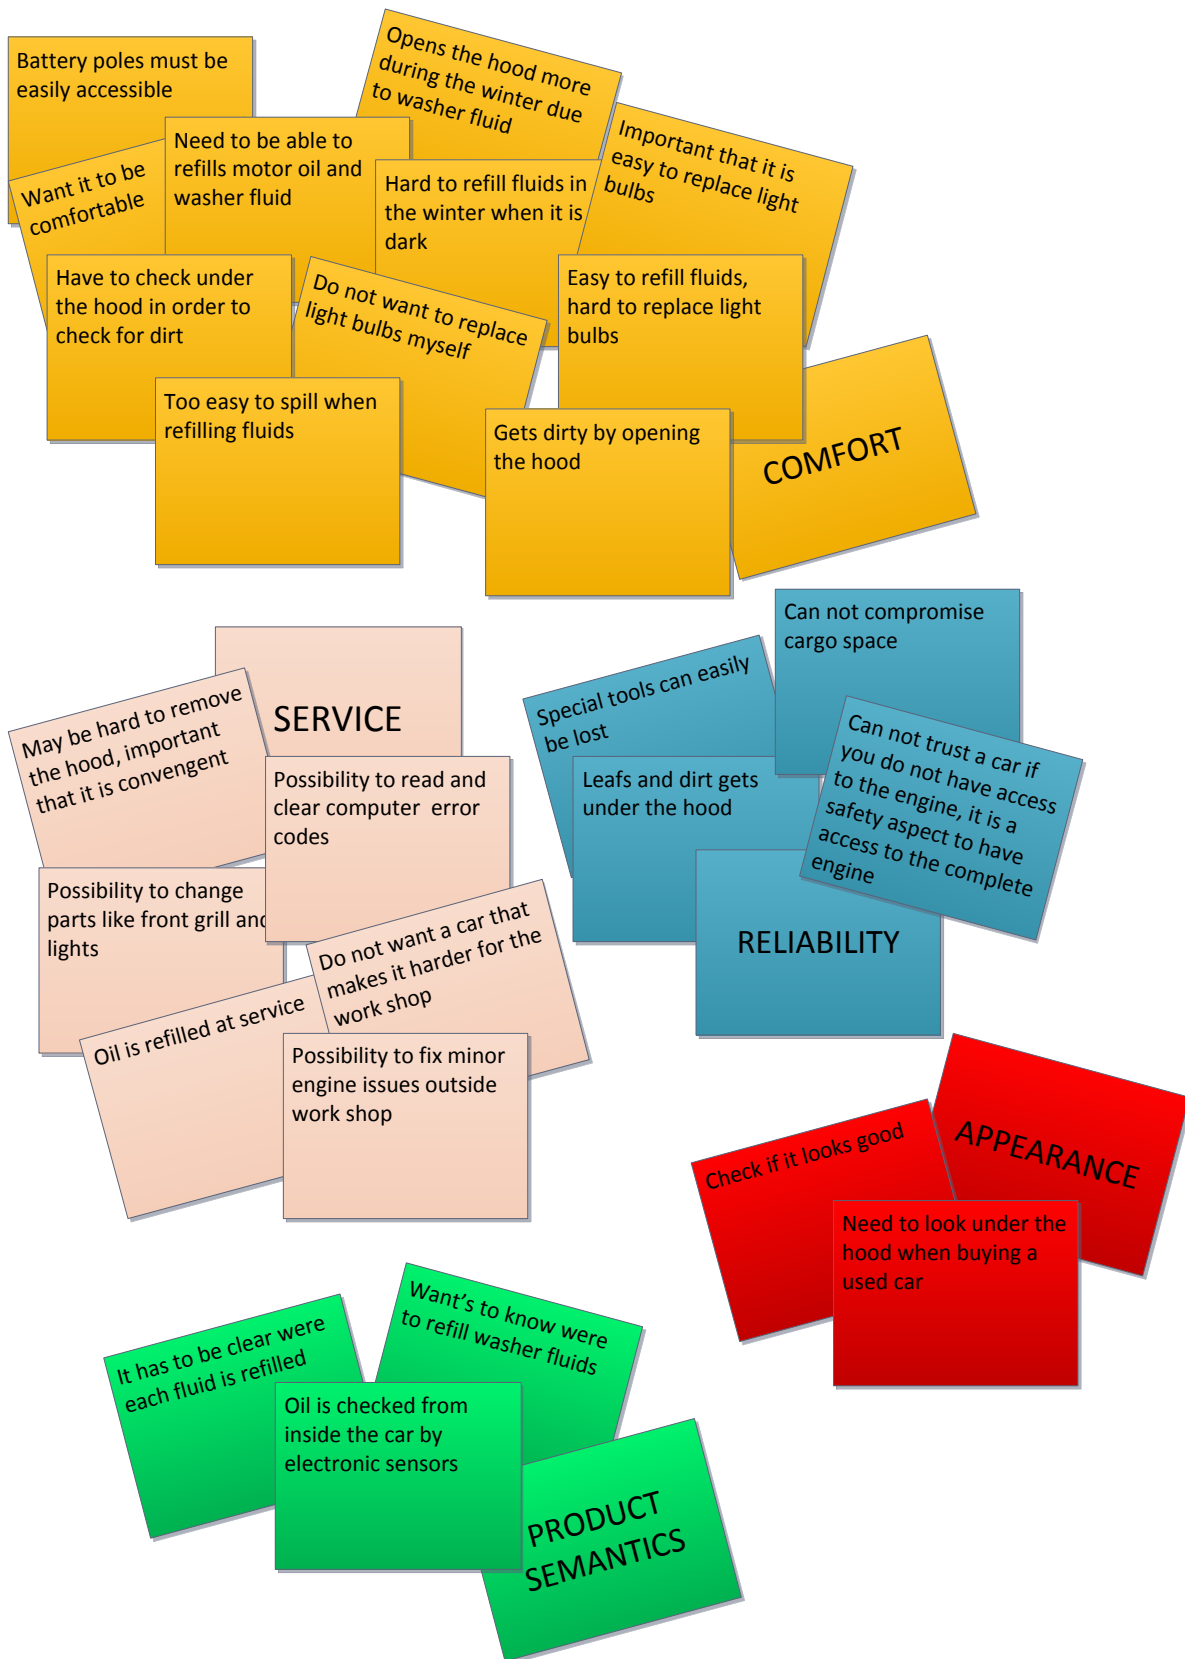 Battery poles must be
easily accessible
Opens the hood more
during the winter due
to washer fluid
Need to be able to
refills motor oil and
washer fluid
Important that it is
easy to replace light
bulbs
Want it to be
comfortable
Hard to refill fluids in
the winter when it is
dark
Have to check under
the hood in order to
check for dirt
Do not want to replace
light bulbs myself
Easy to refill fluids,
hard to replace light
bulbs
Too easy to spill when
refilling fluids
Gets dirty by opening
the hood
COMFORT
SERVICE
May be hard to remove
the hood, important
that it is convengent
Possibility to read and
clear computer error
codes
Possibility to change
parts like front grill and
lights
Do not want a car that
makes it harder for the
work shop
Oil is refilled at service
Possibility to fix minor
engine issues outside
work shop
Can not compromise
cargo space
Special tools can easily
be lost
Leafs and dirt gets
under the hood
Can not trust a car if
you do not have access
to the engine, it is a
safety aspect to have
access to the complete
engine
RELIABILITY
APPEARANCE
Check if it looks good
Need to look under the
hood when buying a
used car
Want's to know were
to refill washer fluids
It has to be clear were
each fluid is refilled
Oil is checked from
inside the car by
electronic sensors
PRODUCT
SEMANTICS